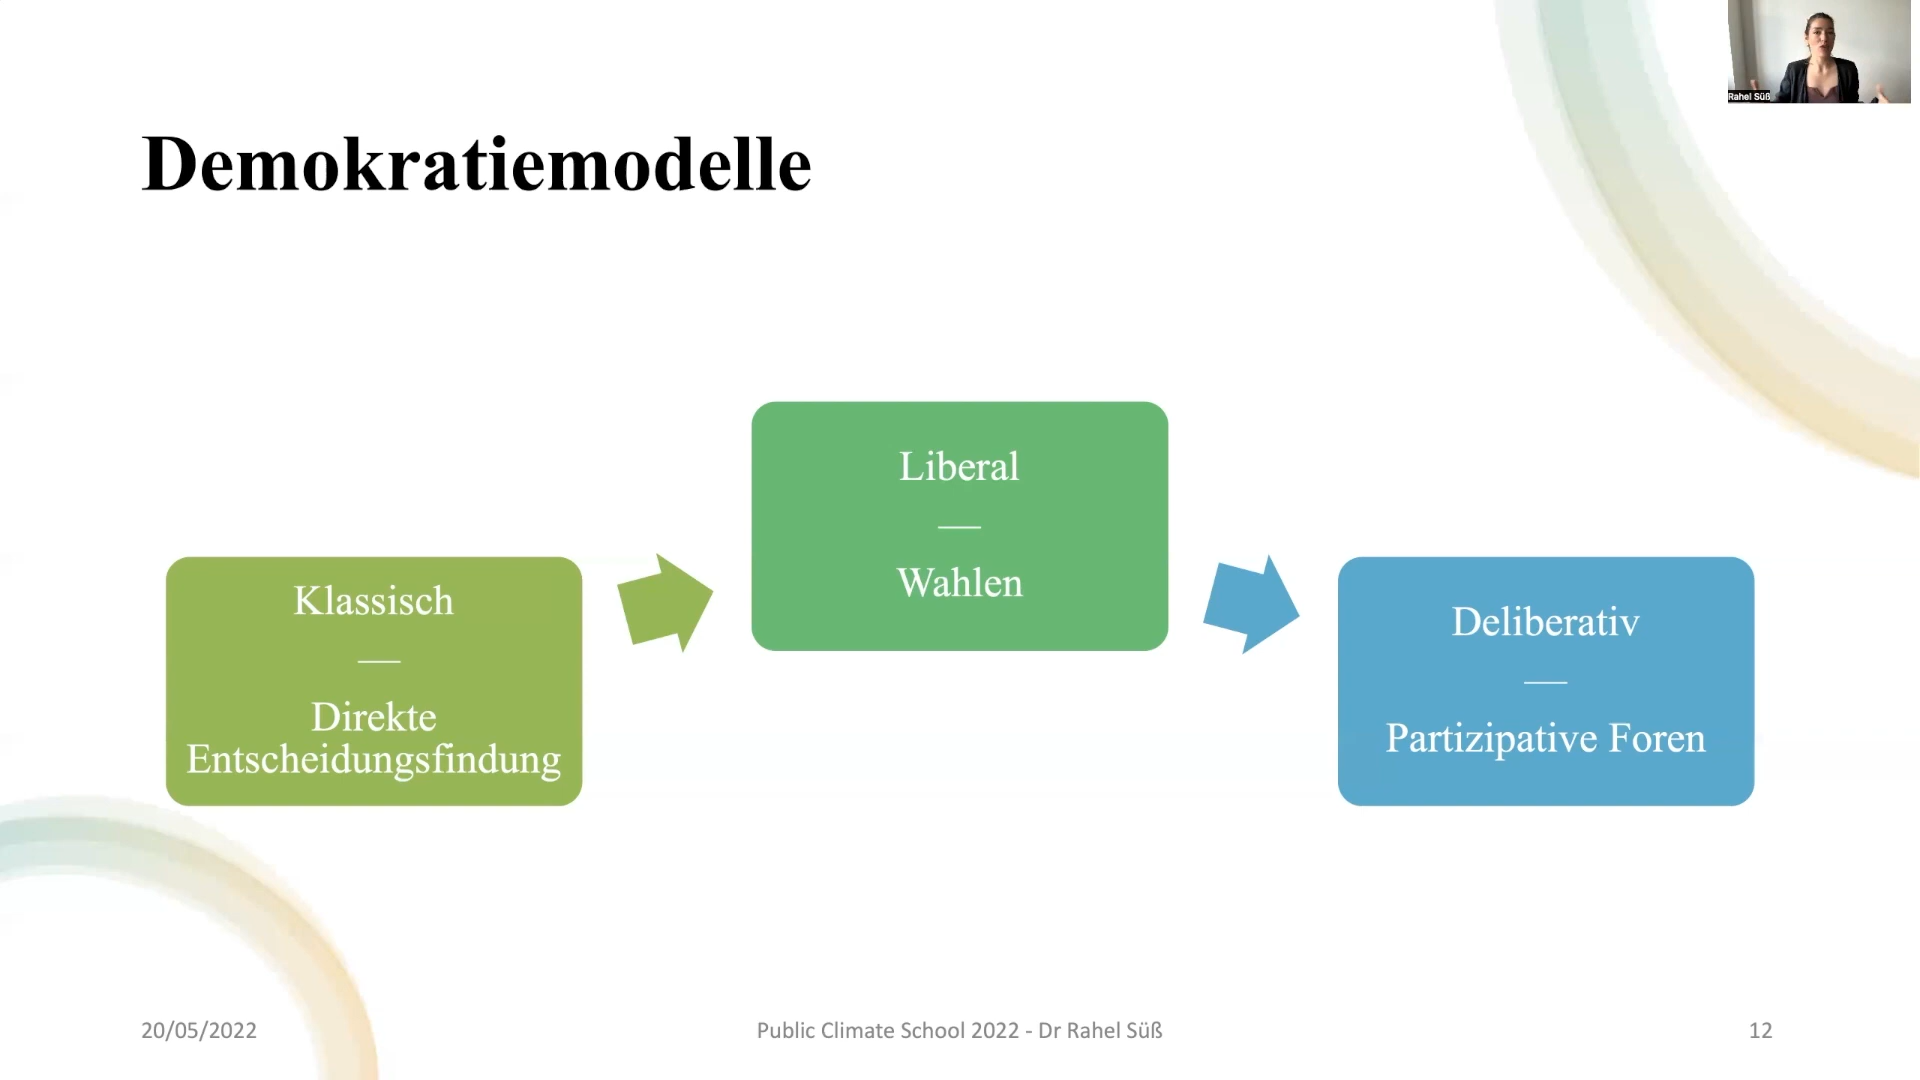 Rahel Süß
Demokratiemodelle
Klassisch
—
Direkte
Entscheidungsfindung
Liberal
—
Wahlen
Deliberativ
—
Partizipative Foren
20/05/2022
Public Climate School 2022 - Dr Rahel Süß
12